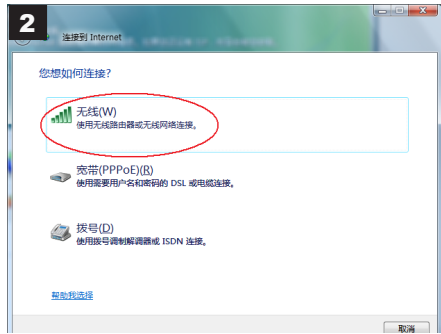 2
连接到 Internet
您想如何连接?
无线(W)
使用无线路由器或无线网络连接。
宽带(PPPoE)(R)
使用需要用户名和密码的 DSL 或电缆连接。
拨号(D)
使用拨号调制解调器或 ISDN 连接。
帮助我选择
取消